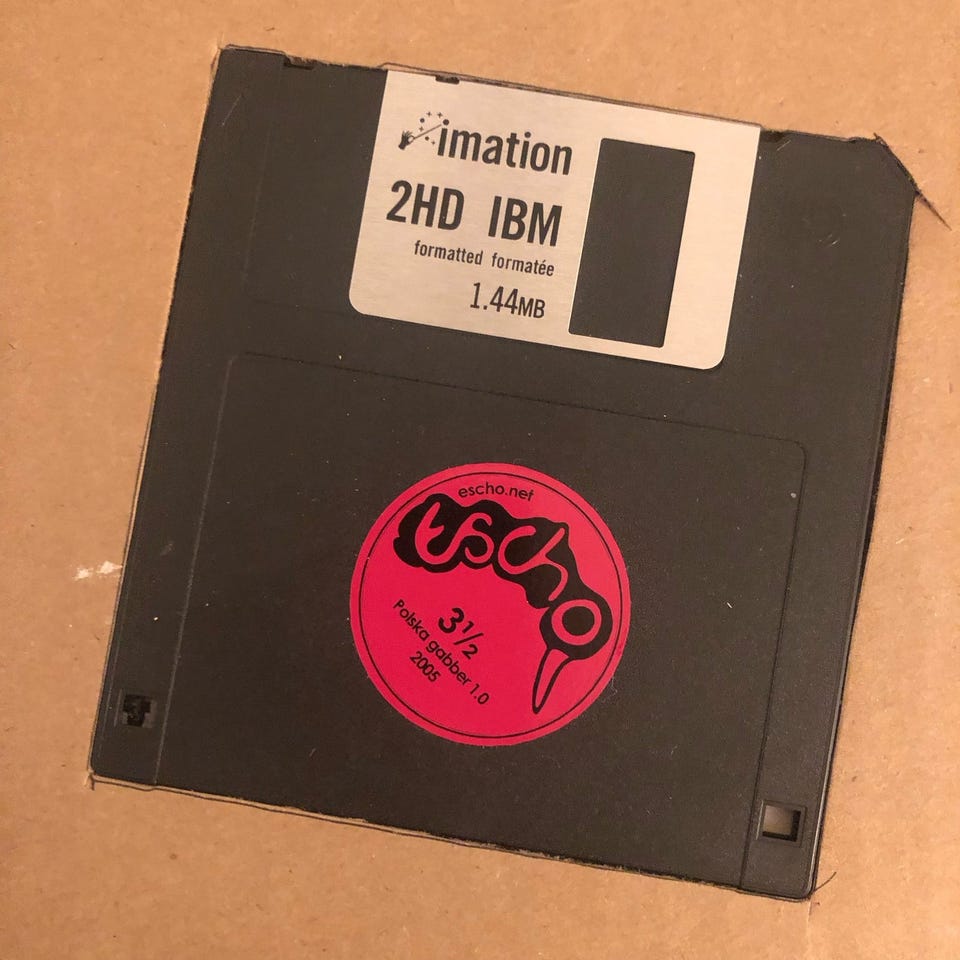 imation
2HD IBM
formatted formatée
1.44MB
escho.net
escho
3½
Polska gabber 1.0
2005